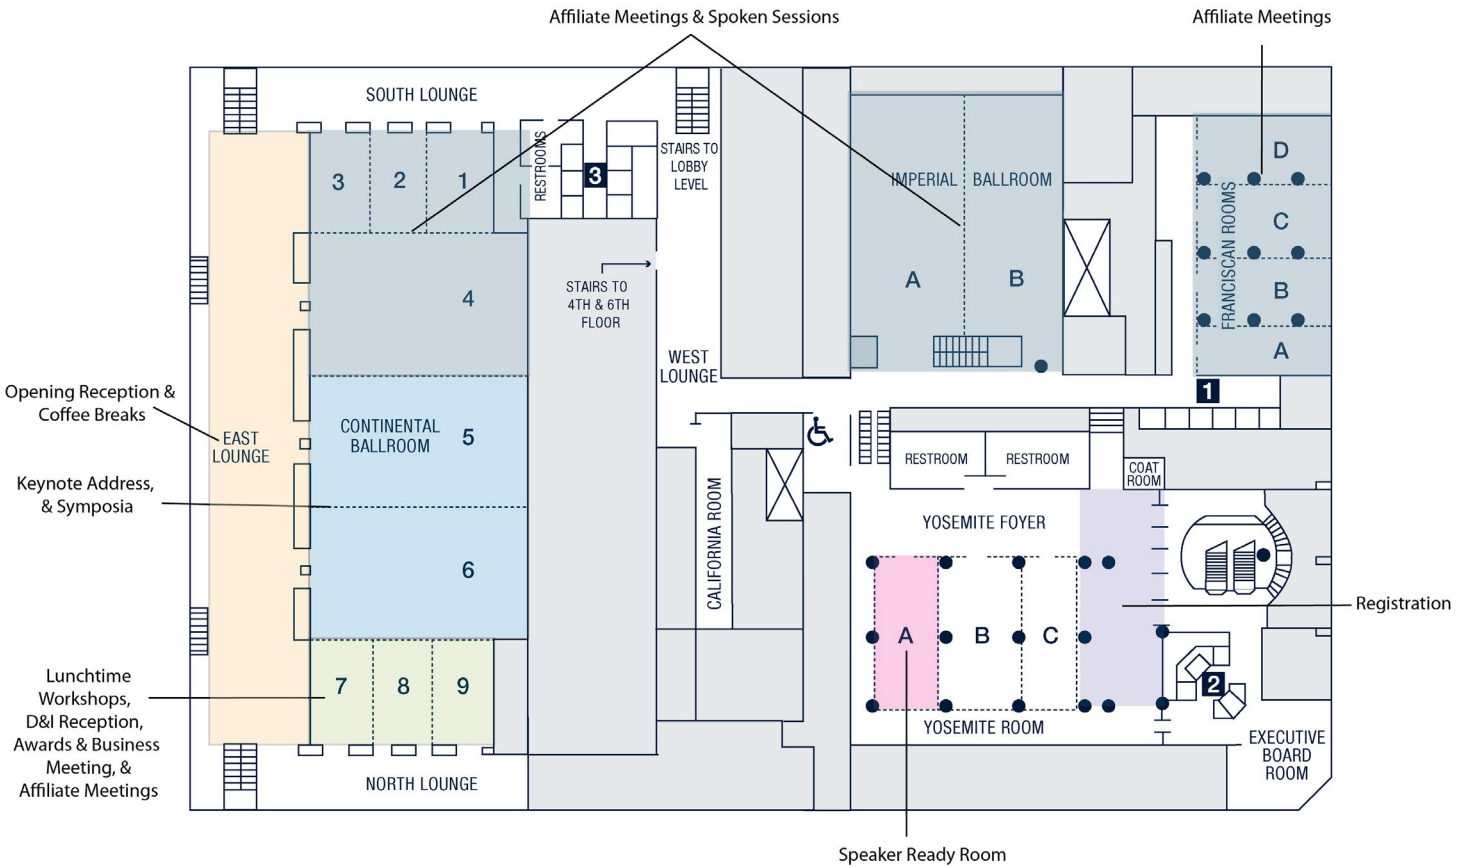 Affiliate Meetings & Spoken Sessions
Affiliate Meetings
SOUTH LOUNGE
RESTROOMS
3
STAIRS TO
LOBBY
LEVEL
3
2
1
IMPERIAL BALLROOM
A
B
D
C
B
A
FRANCISCAN ROOMS
4
STAIRS TO
4TH & 6TH
FLOOR
WEST
LOUNGE
1
Opening Reception &
Coffee Breaks
EAST
LOUNGE
CONTINENTAL
BALLROOM
5
RESTROOM
RESTROOM
COAT
ROOM
Keynote Address,
& Symposia
CALIFORNIA ROOM
YOSEMITE FOYER
6
Registration
A
B
C
2
YOSEMITE ROOM
EXECUTIVE
BOARD
ROOM
Lunchtime
Workshops,
D&I Reception,
Awards & Business
Meeting, &
Affiliate Meetings
7
8
9
NORTH LOUNGE
Speaker Ready Room